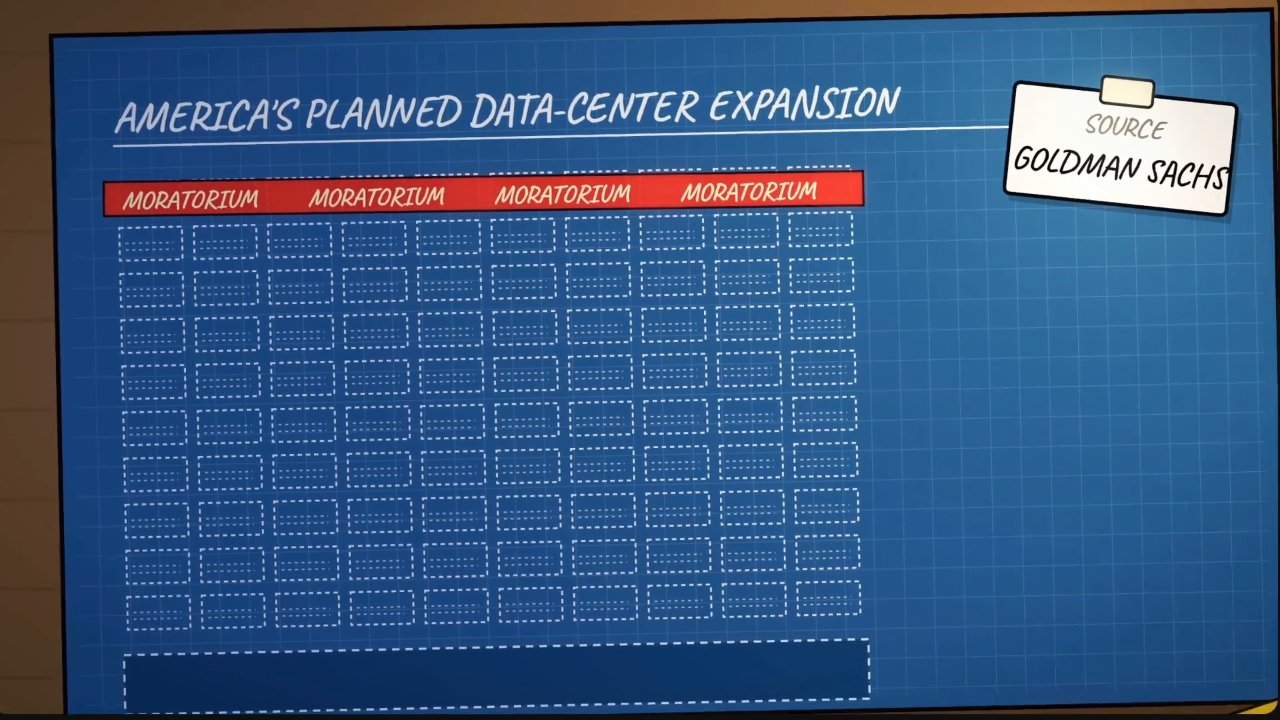 AMERICA'S PLANNED DATA-CENTER EXPANSION
SOURCE
GOLDMAN SACHS
MORATORIUM MORATORIUM MORATORIUM MORATORIUM